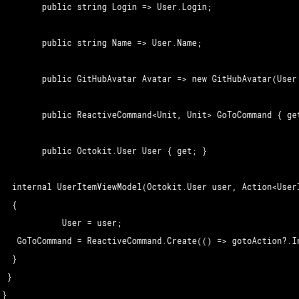 public string Login => User.Login;
public string Name => User.Name;
public GitHubAvatar Avatar => new GitHubAvatar(User
public ReactiveCommand<Unit, Unit> GoToCommand { get
public Octokit.User User { get; }
internal UserItemViewModel(Octokit.User user, Action<UserI
{
User = user;
GoToCommand = ReactiveCommand.Create(() => gotoAction?.In
}
}
}